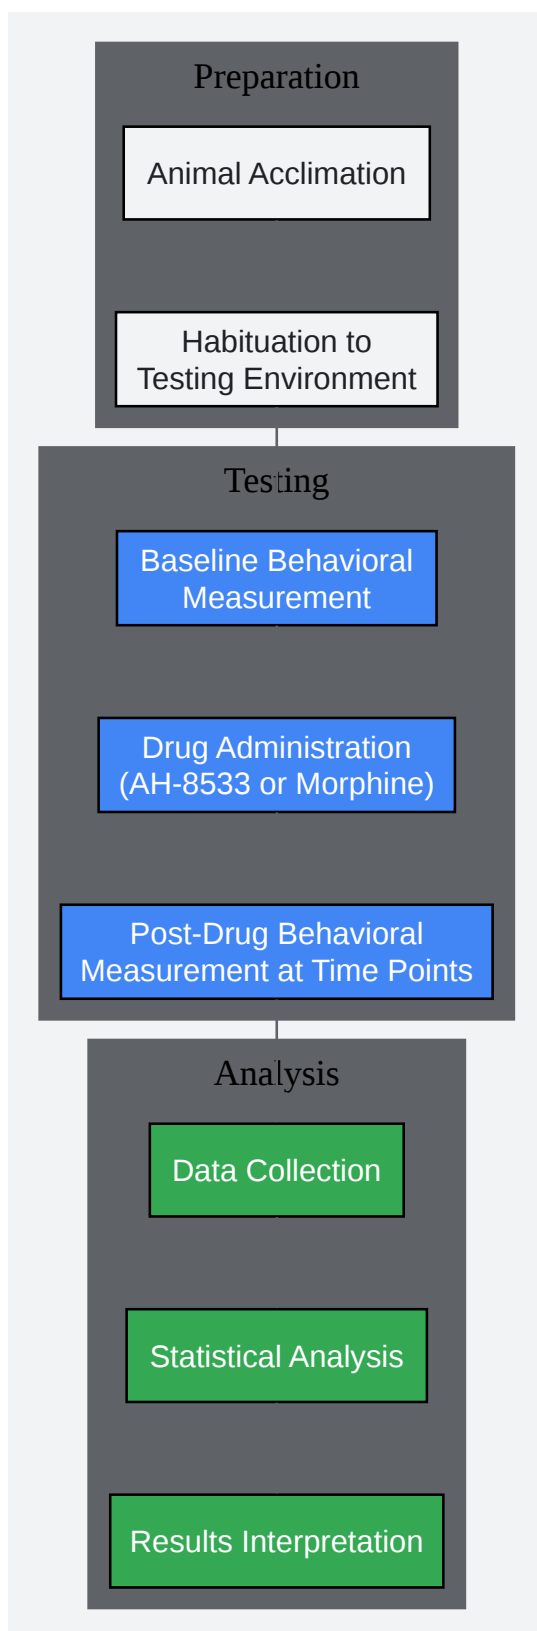 Preparation
Animal Acclimation
Habituation to
Testing Environment
Testing
Baseline Behavioral
Measurement
Drug Administration
(AH-8533 or Morphine)
Post-Drug Behavioral
Measurement at Time Points
Analysis
Data Collection
Statistical Analysis
Results Interpretation